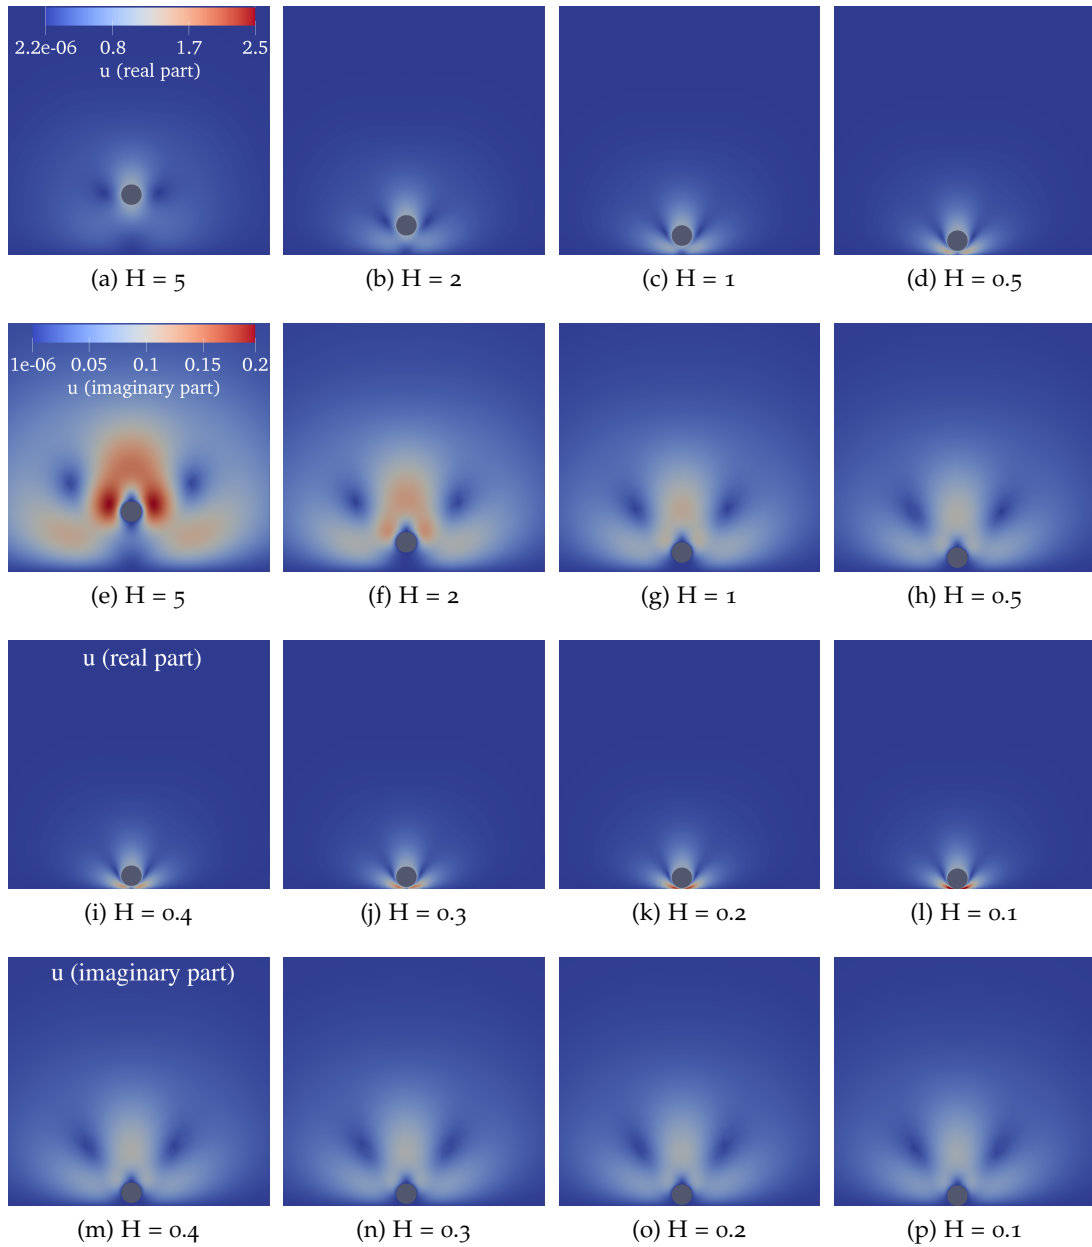 2.2e-06 0.8 1.7 2.5
u (real part)
(a) H = 5 (b) H = 2 (c) H = 1 (d) H = 0.5
1e-06 0.05 0.1 0.15 0.2
u (imaginary part)
(e) H = 5 (f) H = 2 (g) H = 1 (h) H = 0.5
u (real part)
(i) H = 0.4 (j) H = 0.3 (k) H = 0.2 (l) H = 0.1
u (imaginary part)
(m) H = 0.4 (n) H = 0.3 (o) H = 0.2 (p) H = 0.1